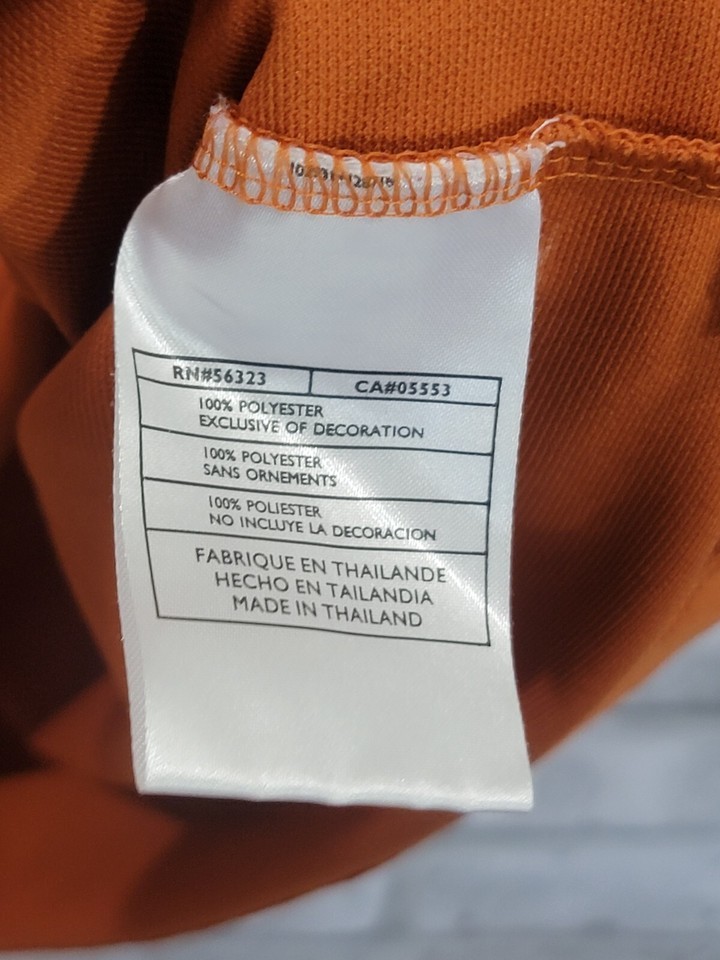 RN#56323
CA#05553
100% POLYESTER
EXCLUSIVE OF DECORATION
100% POLYESTER
SANS ORNEMENTS
100% POLIESTER
NO INCLUYE LA DECORACION
FABRIQUE EN THAILANDE
HECHO EN TAILANDIA
MADE IN THAILAND